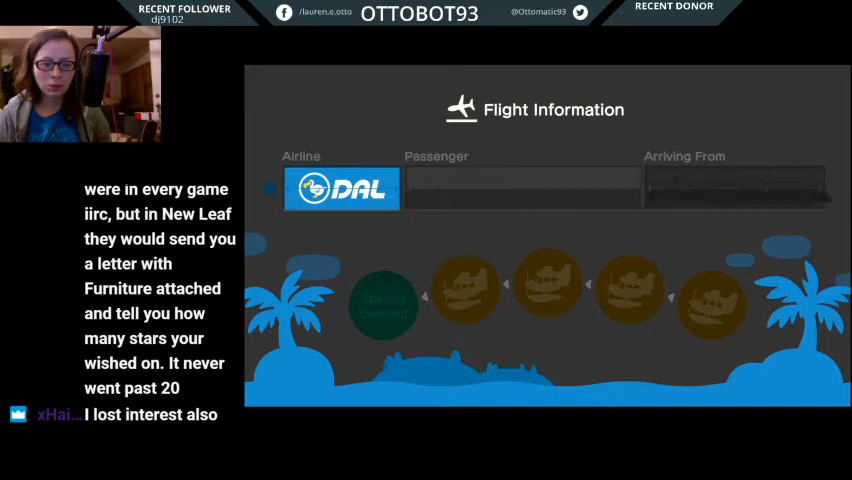 RECENT FOLLOWER
dj9102
/lauren.e.otto
OTTOBOT93
@Ottomatic93
RECENT DONOR
Flight Information
Airline
Passenger
Arriving From
DAL
Starting
Descent!
were in every game
iirc, but in New Leaf
they would send you
a letter with
Furniture attached
and tell you how
many stars your
wished on. It never
went past 20
xHai... I lost interest also